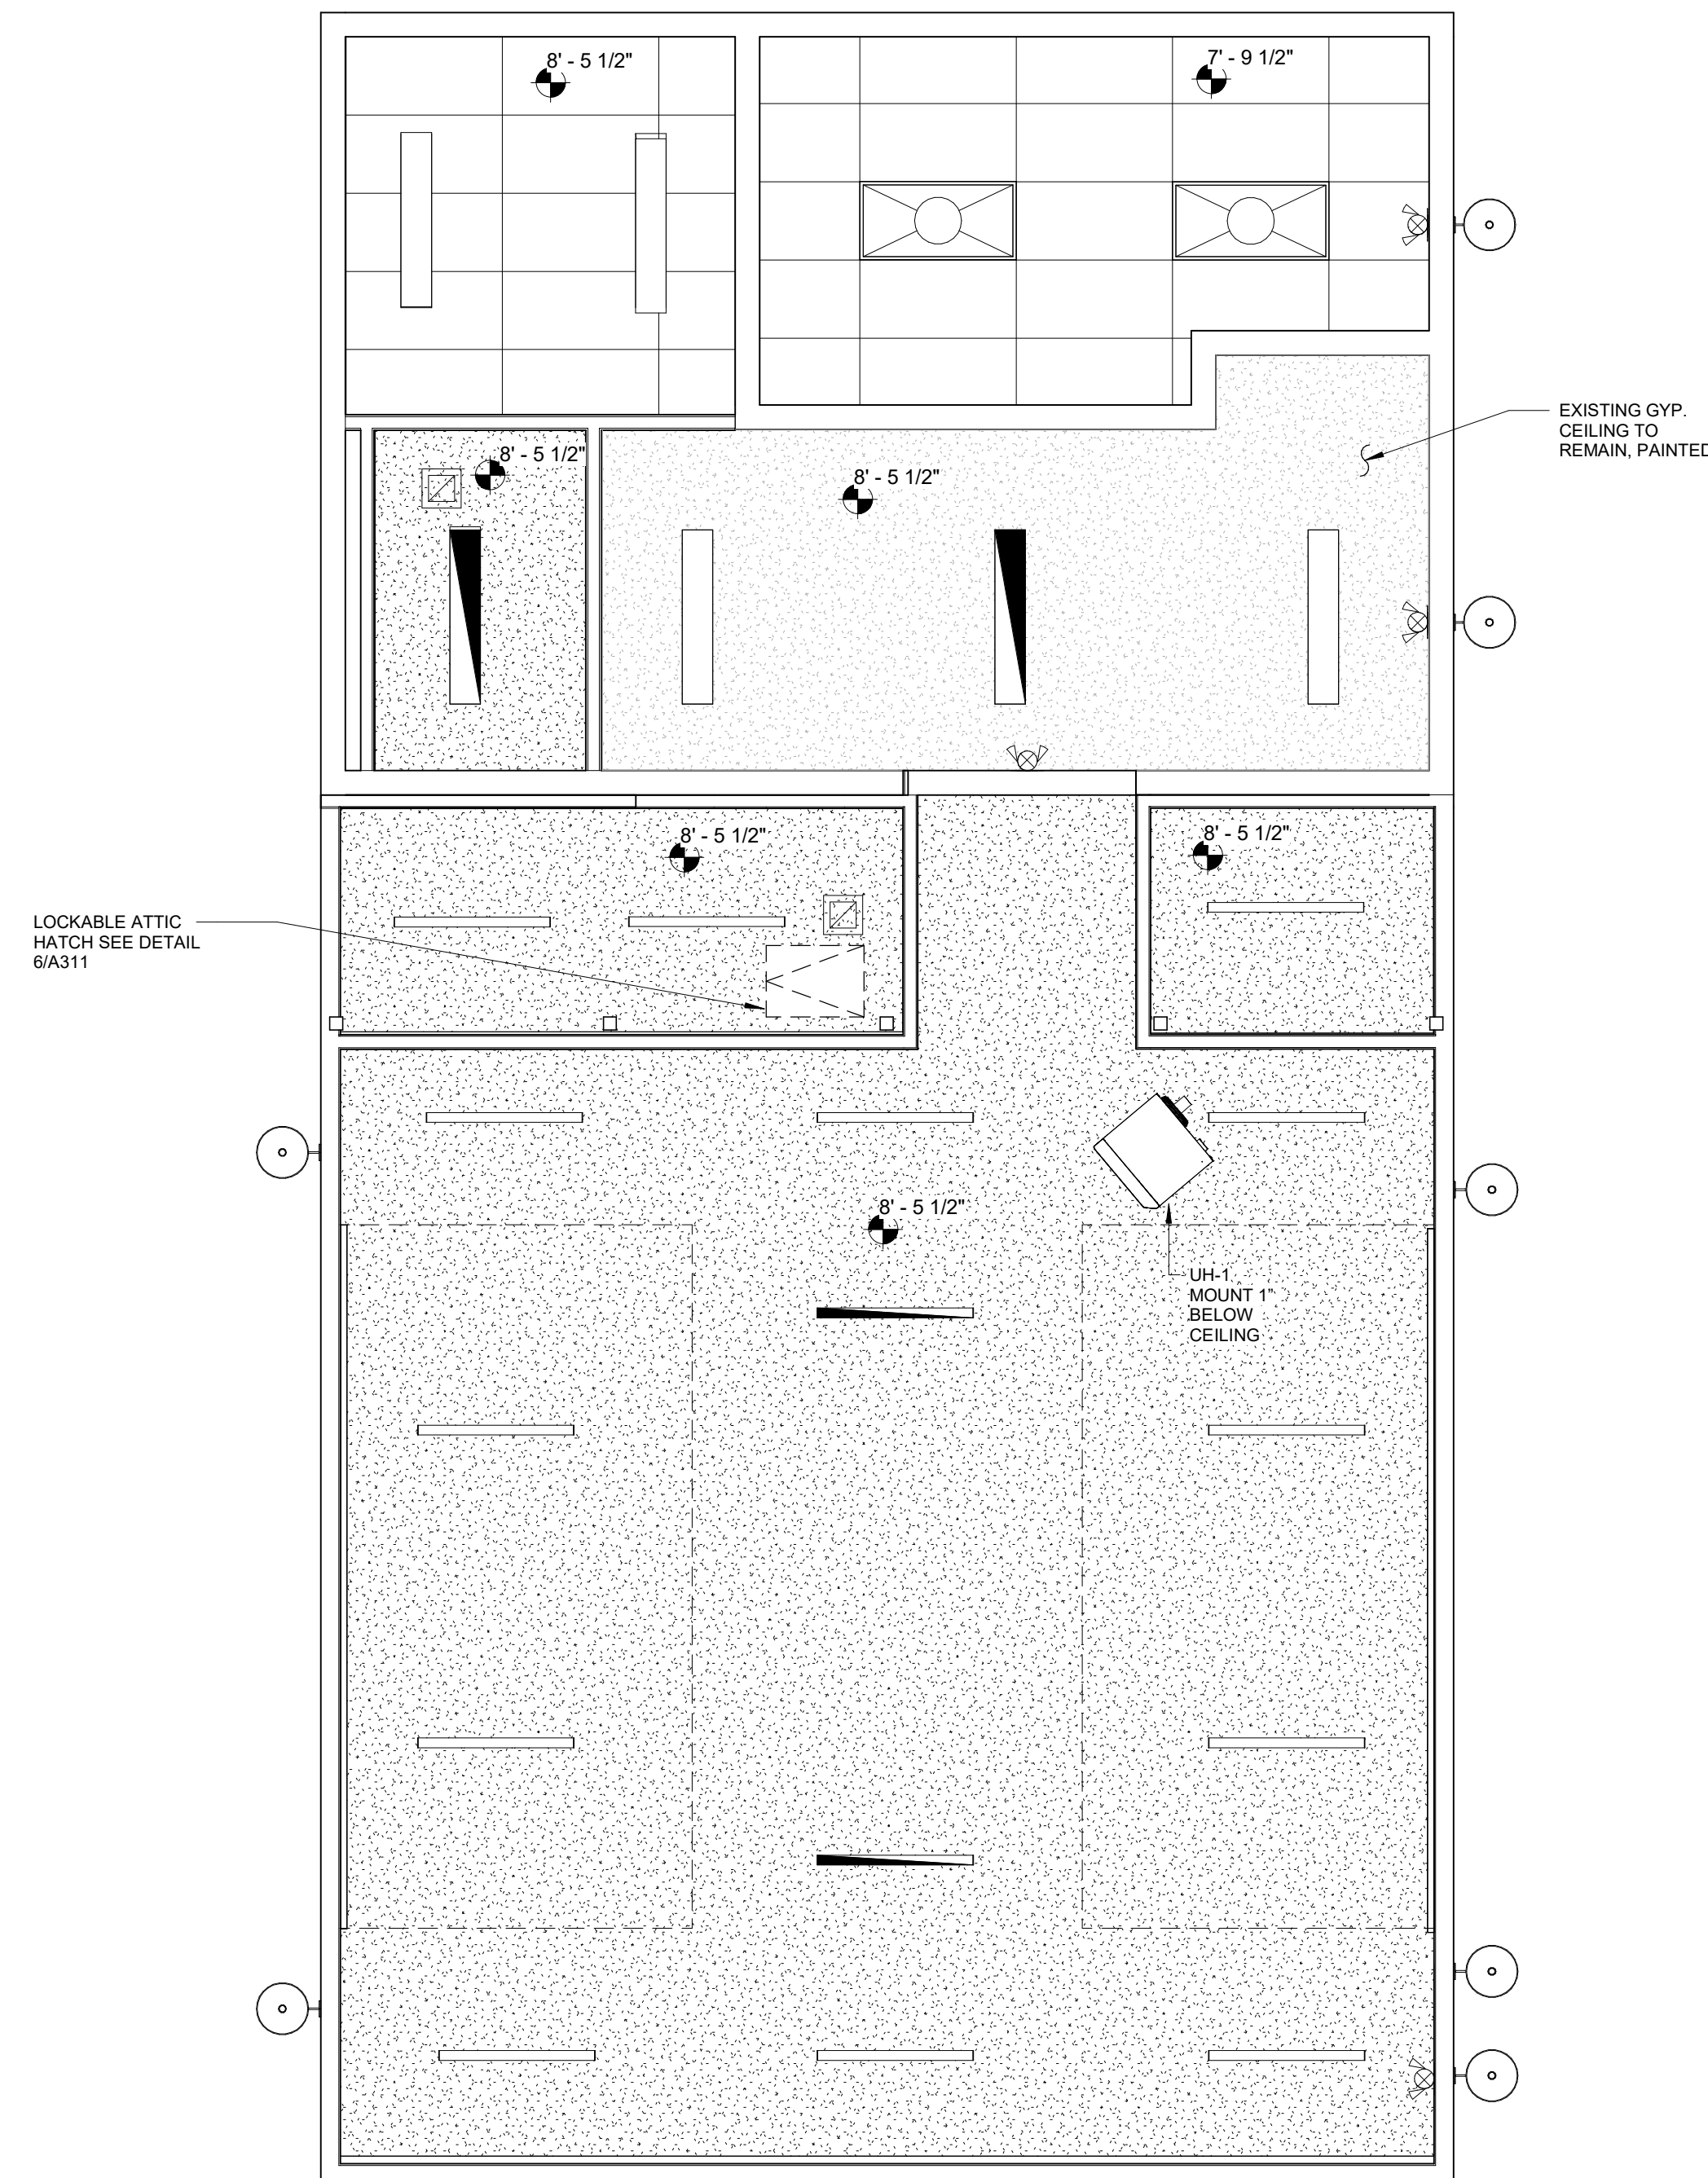 8' - 5 1/2"
7' - 9 1/2"
EXISTING GYP.
CEILING TO
REMAIN, PAINTED
8' - 5 1/2"
8' - 5 1/2"
8' - 5 1/2"
8' - 5 1/2"
LOCKABLE ATTIC
HATCH SEE DETAIL
6/A311
8' - 5 1/2"
UH-1
MOUNT 1"
BELOW
CEILING